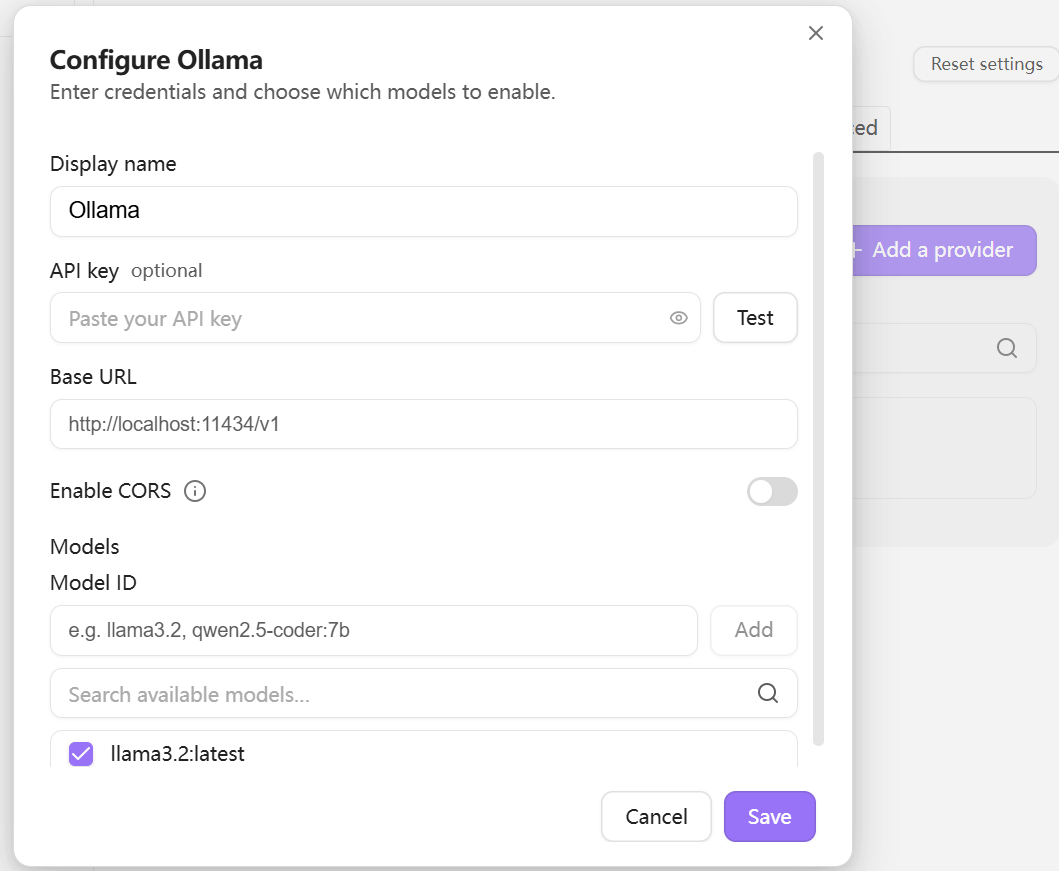 Configure Ollama
Enter credentials and choose which models to enable.
Reset settings
Display name
Ollama
+ Add a provider
API key optional
Paste your API key
Test
Base URL
http://localhost:11434/v1
Enable CORS
Models
Model ID
e.g. llama3.2, qwen2.5-coder:7b
Add
Search available models...
llama3.2:latest
Cancel
Save